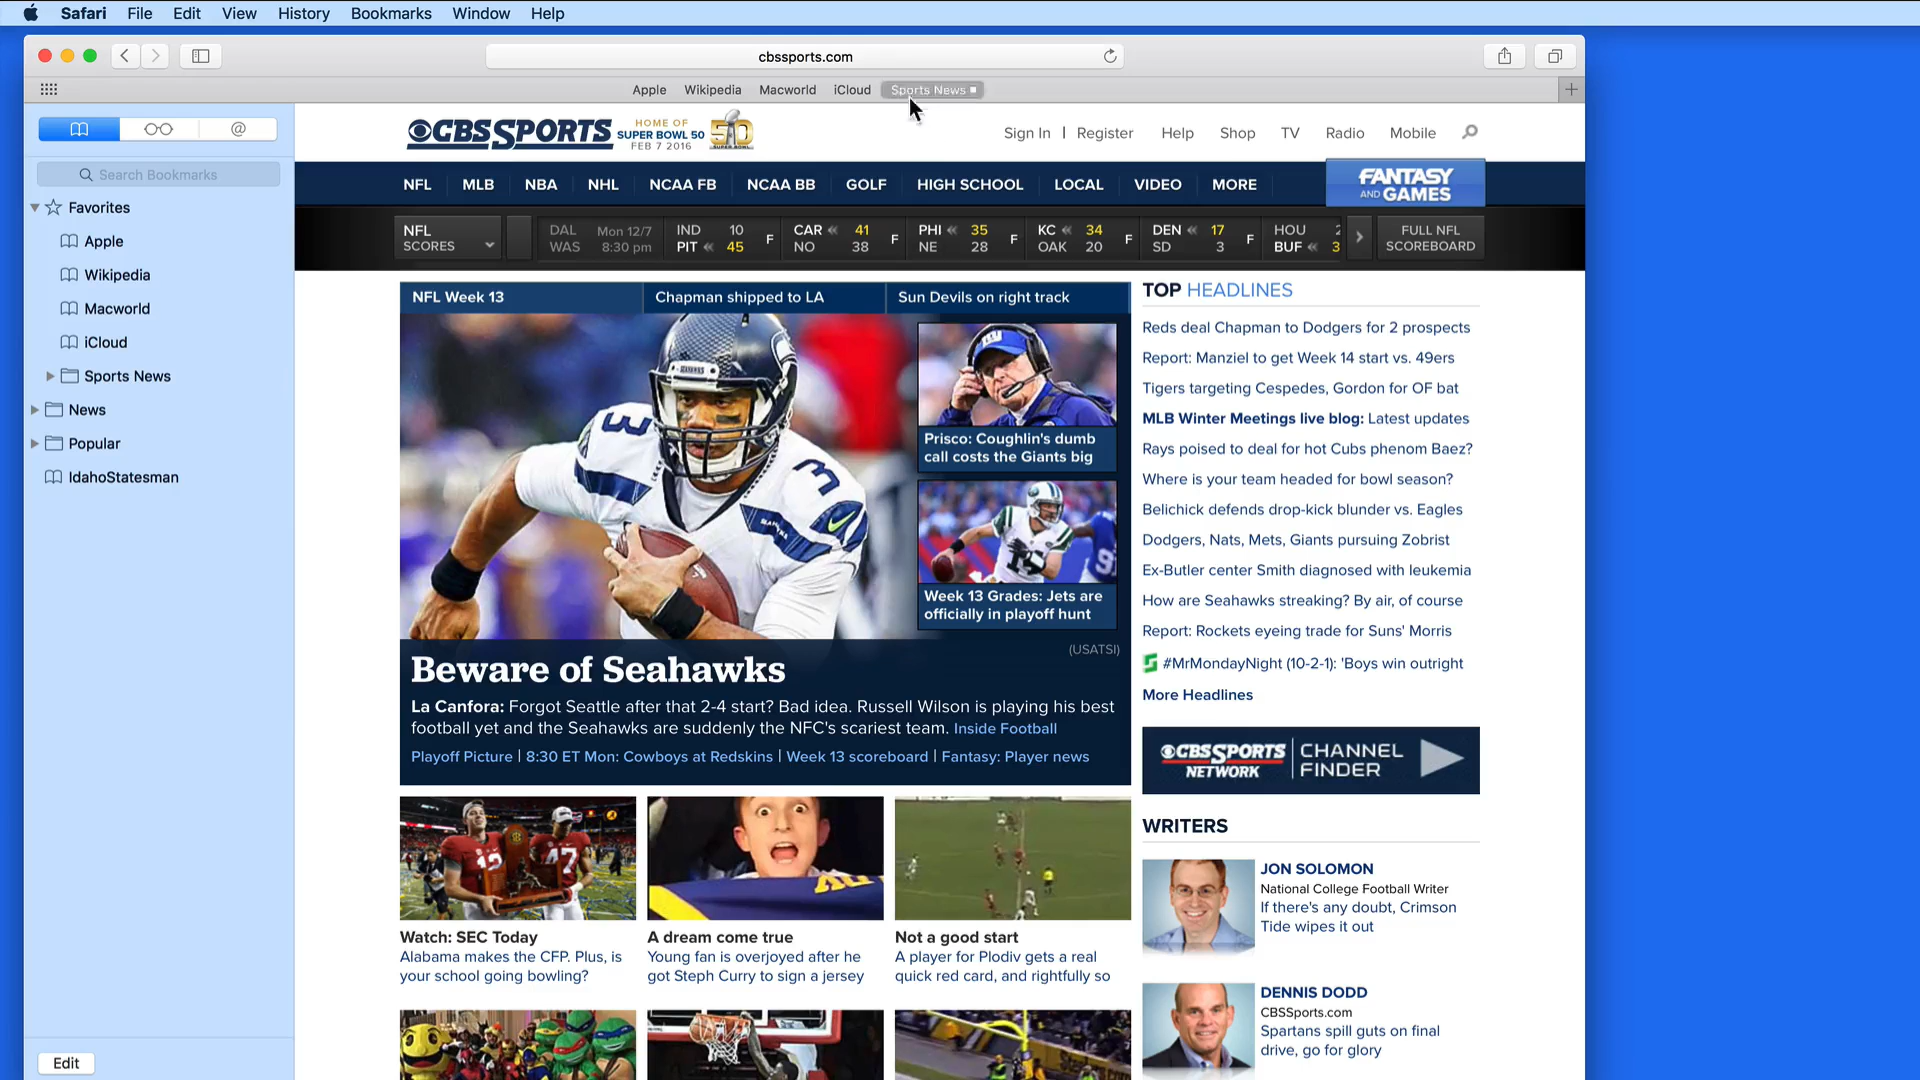 Safari File Edit View History Bookmarks Window Help
cbssports.com
Apple Wikipedia Macworld iCloud Sports News
@
Search Bookmarks
Favorites
Apple
Wikipedia
Macworld
iCloud
Sports News
News
Popular
IdahoStatesman
Edit
CBS SPORTS
HOME OF
SUPER BOWL 50
FEB 7 2016
50
Sign In | Register Help Shop TV Radio Mobile
NFL MLB NBA NHL NCAA FB NCAA BB GOLF HIGH SCHOOL LOCAL VIDEO MORE
FANTASY
AND GAMES
NFL
SCORES
DAL Mon 12/7
WAS 8:30 pm
IND 10
PIT « 45
F
CAR « 41
NO 38
F
PHI « 35
NE 28
F
KC « 34
OAK 20
F
DEN « 17
SD 3
F
HOU 2
BUF « 3
FULL NFL
SCOREBOARD
NFL Week 13
Chapman shipped to LA
Sun Devils on right track
Prisco: Coughlin's dumb
call costs the Giants big
Week 13 Grades: Jets are
officially in playoff hunt
(USATSI)
Beware of Seahawks
La Canfora: Forgot Seattle after that 2-4 start? Bad idea. Russell Wilson is playing his best
football yet and the Seahawks are suddenly the NFC's scariest team. Inside Football
Playoff Picture | 8:30 ET Mon: Cowboys at Redskins | Week 13 scoreboard | Fantasy: Player news
Watch: SEC Today
Alabama makes the CFP. Plus, is
your school going bowling?
A dream come true
Young fan is overjoyed after he
got Steph Curry to sign a jersey
Not a good start
A player for Plodiv gets a real
quick red card, and rightfully so
TOP HEADLINES
Reds deal Chapman to Dodgers for 2 prospects
Report: Manziel to get Week 14 start vs. 49ers
Tigers targeting Cespedes, Gordon for OF bat
MLB Winter Meetings live blog: Latest updates
Rays poised to deal for hot Cubs phenom Baez?
Where is your team headed for bowl season?
Belichick defends drop-kick blunder vs. Eagles
Dodgers, Nats, Mets, Giants pursuing Zobrist
Ex-Butler center Smith diagnosed with leukemia
How are Seahawks streaking? By air, of course
Report: Rockets eyeing trade for Suns' Morris
#MrMondayNight (10-2-1): 'Boys win outright
More Headlines
CBS SPORTS
NETWORK
CHANNEL
FINDER
WRITERS
JON SOLOMON
National College Football Writer
If there's any doubt, Crimson
Tide wipes it out
DENNIS DODD
CBSSports.com
Spartans spill guts on final
drive, go for glory